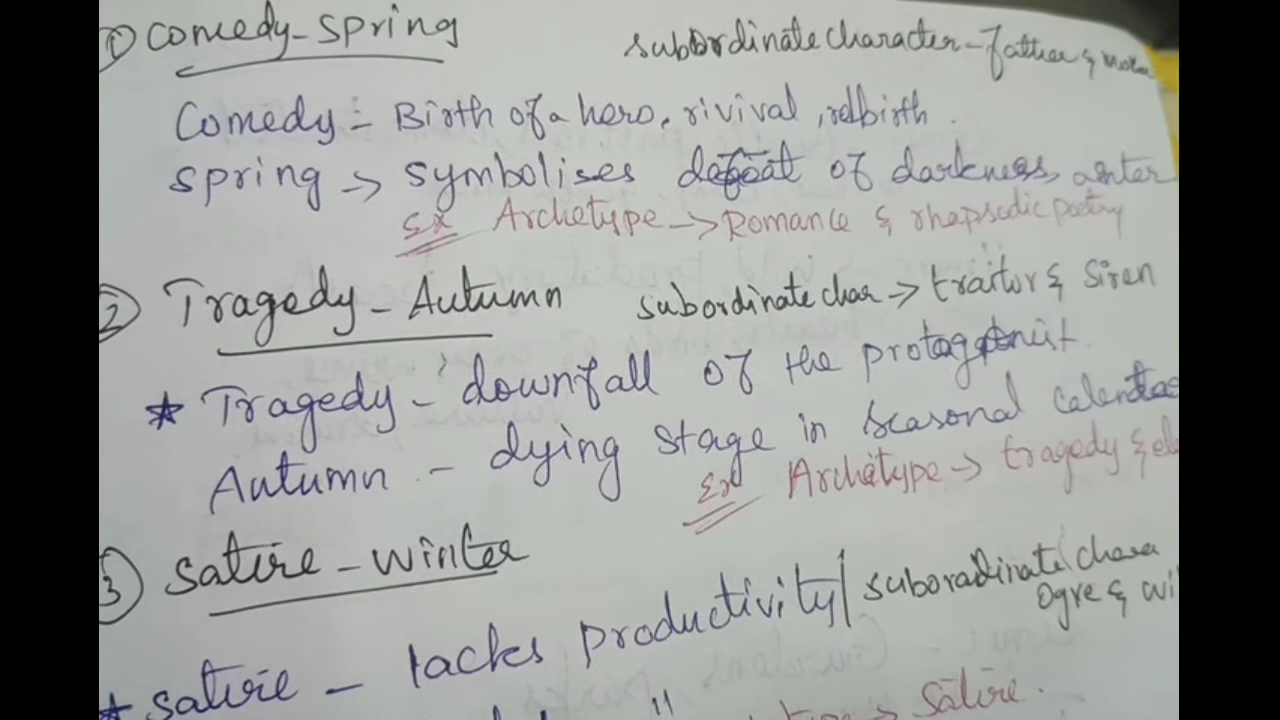 ① Comedy - Spring
subordinate character - father &
Comedy = Birth of a hero, rivival, rebirth.
spring → symbolises defeat of darkness
Ex Archetype → Romance & rhapsodic poetry
② Tragedy - Autumn
subordinate char → traitor & siren
* Tragedy - downfall of the protagonist.
Autumn - dying stage in seasonal
Ex Archetype → tragedy &
③ satire - winter
satire - lacks productivity / subordinate chara
ogre &
satire.